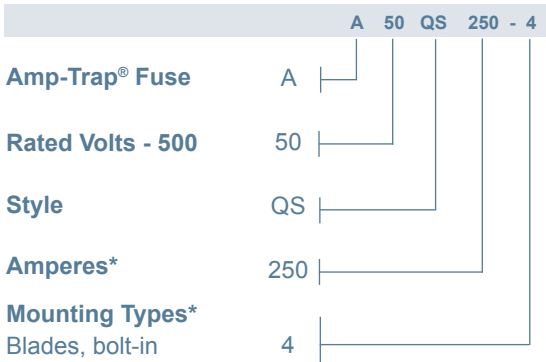 A 50 QS 250 - 4
Amp-Trap® Fuse A
Rated Volts - 500 50
Style QS
Amperes* 250
Mounting Types*
Blades, bolt-in 4